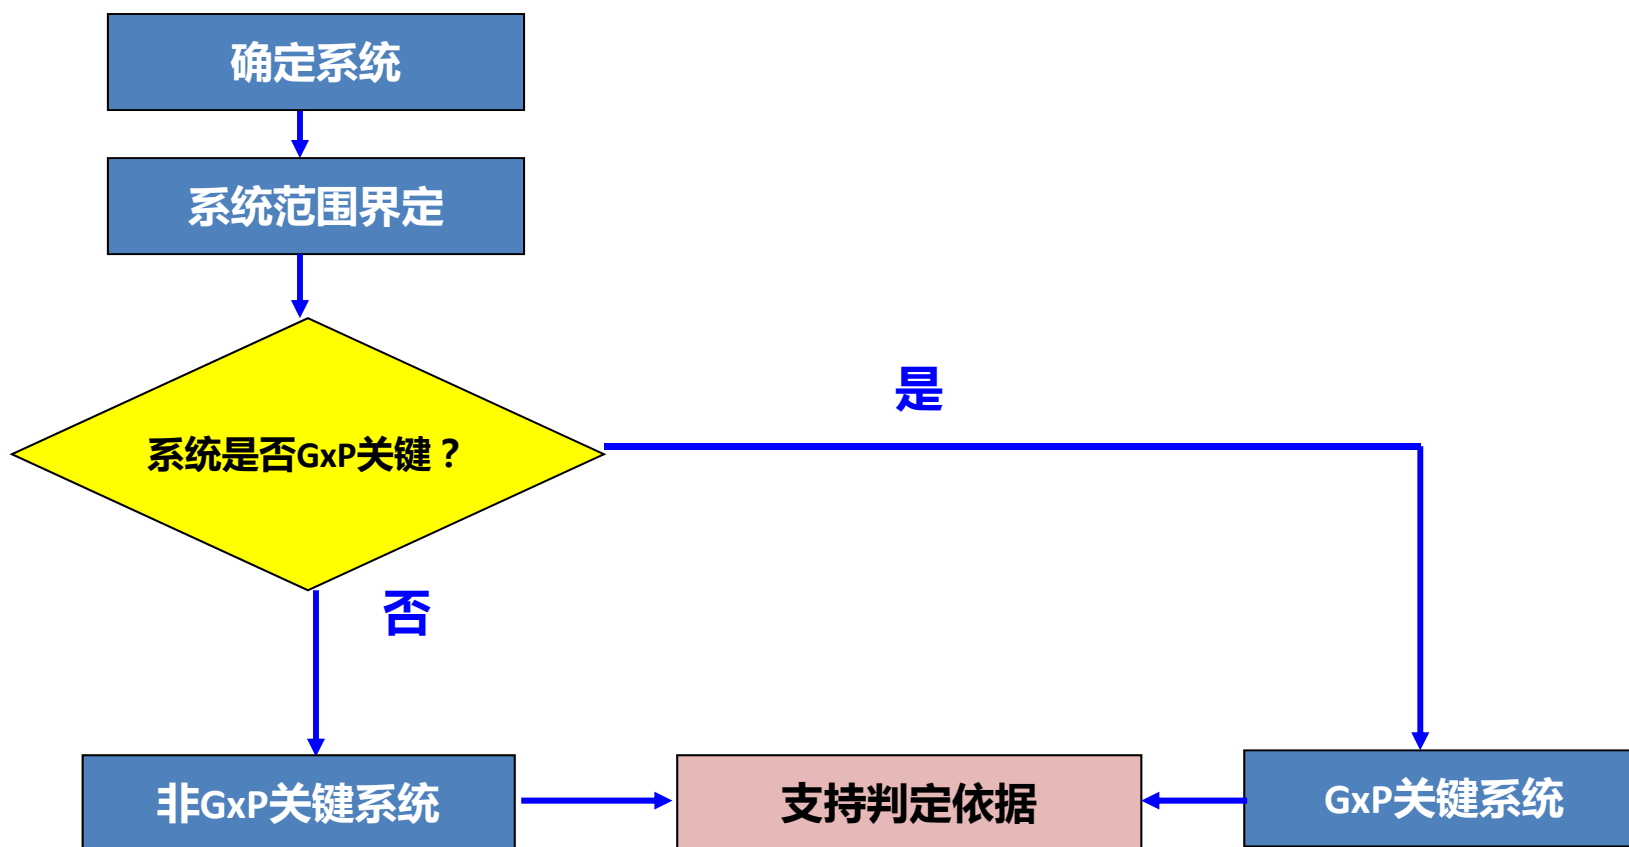 确定系统
系统范围界定
是
系统是否GxP关键？
否
非GxP关键系统
支持判定依据
GxP关键系统